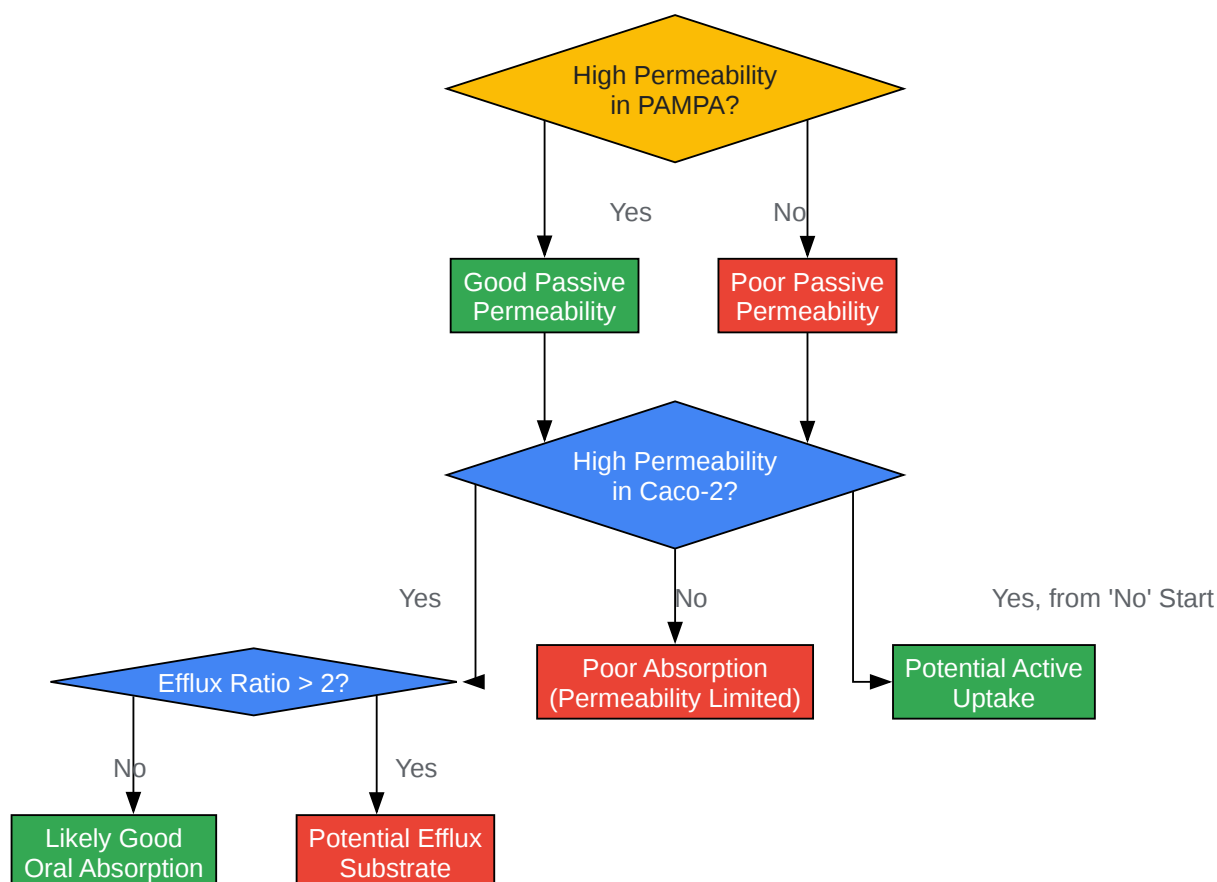 High Permeability
in PAMPA?
Yes
No
Good Passive
Permeability
Poor Passive
Permeability
High Permeability
in Caco-2?
Yes
No
Yes, from 'No' Start
Efflux Ratio > 2?
Poor Absorption
(Permeability Limited)
Potential Active
Uptake
No
Yes
Likely Good
Oral Absorption
Potential Efflux
Substrate